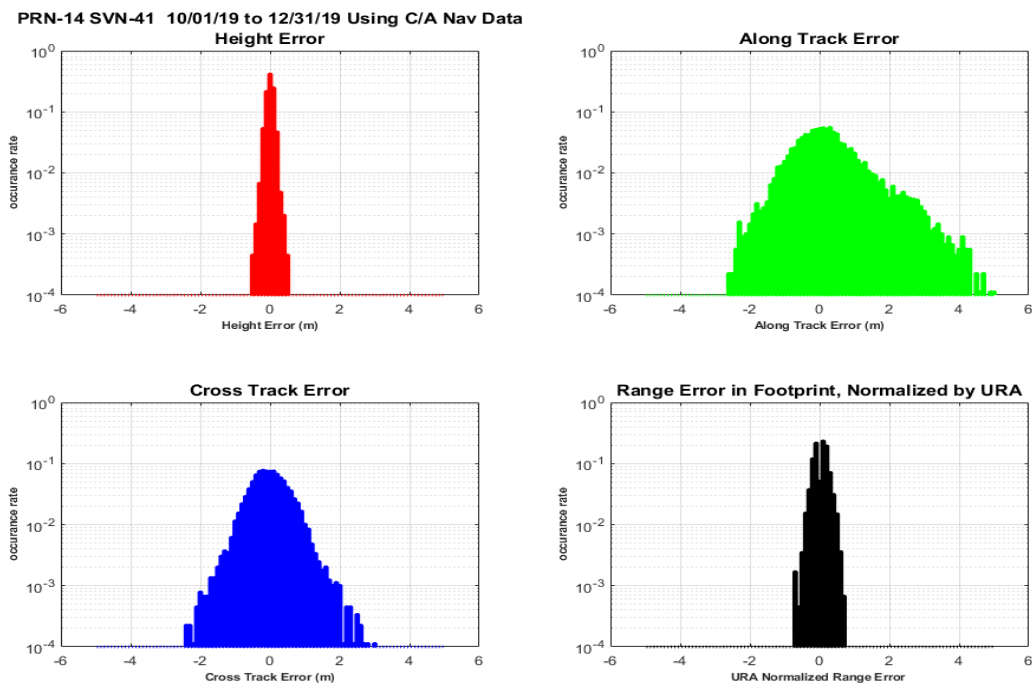 PRN-14 SVN-41 10/01/19 to 12/31/19 Using C/A Nav Data
Height Error
10^0
10^-1
10^-2
10^-3
10^-4
occurance rate
-6 -4 -2 0 2 4 6
Height Error (m)
Along Track Error
10^0
10^-1
10^-2
10^-3
10^-4
occurance rate
-6 -4 -2 0 2 4 6
Along Track Error (m)
Cross Track Error
10^0
10^-1
10^-2
10^-3
10^-4
occurance rate
-6 -4 -2 0 2 4 6
Cross Track Error (m)
Range Error in Footprint, Normalized by URA
10^0
10^-1
10^-2
10^-3
10^-4
occurance rate
-6 -4 -2 0 2 4 6
URA Normalized Range Error